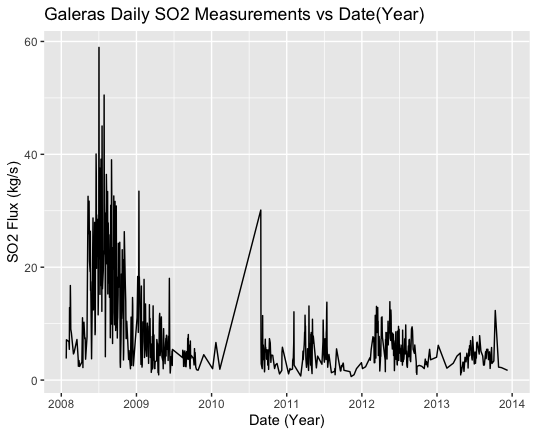 Galeras Daily SO2 Measurements vs Date(Year)
SO2 Flux (kg/s)
60
40
20
0
2008 2009 2010 2011 2012 2013 2014
Date (Year)